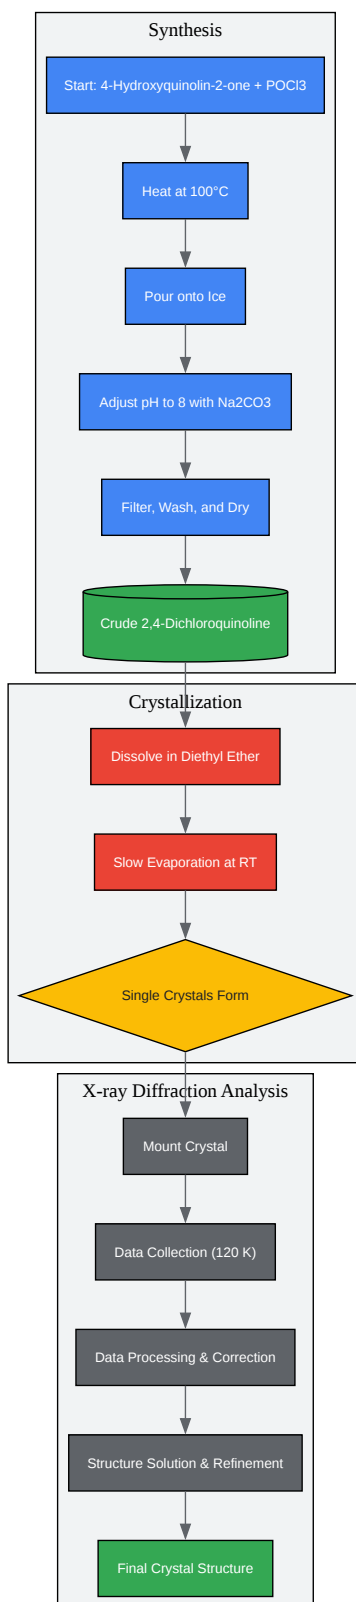 Synthesis
Start: 4-Hydroxyquinolin-2-one + POCl3
Heat at 100°C
Pour onto Ice
Adjust pH to 8 with Na2CO3
Filter, Wash, and Dry
Crude 2,4-Dichloroquinoline
Crystallization
Dissolve in Diethyl Ether
Slow Evaporation at RT
Single Crystals Form
X-ray Diffraction Analysis
Mount Crystal
Data Collection (120 K)
Data Processing & Correction
Structure Solution & Refinement
Final Crystal Structure